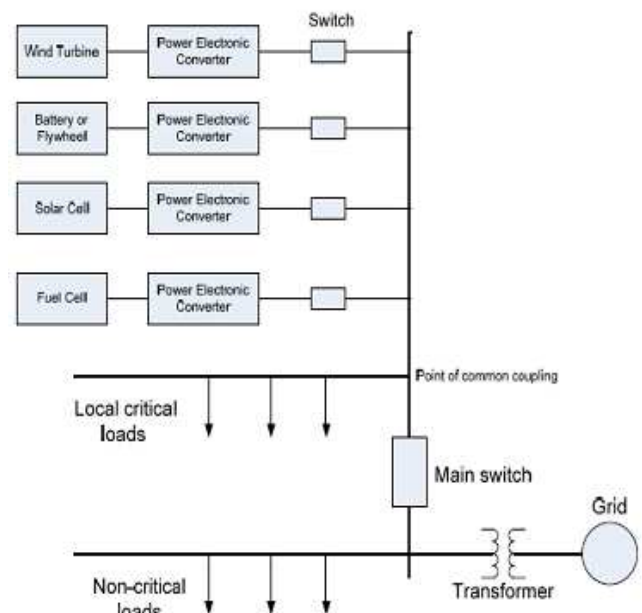 Switch
Wind Turbine
Power Electronic
Converter
Battery or
Flywheel
Power Electronic
Converter
Solar Cell
Power Electronic
Converter
Fuel Cell
Power Electronic
Converter
Point of common coupling
Local critical
loads
Main switch
Grid
Transformer
Non-critical
loads